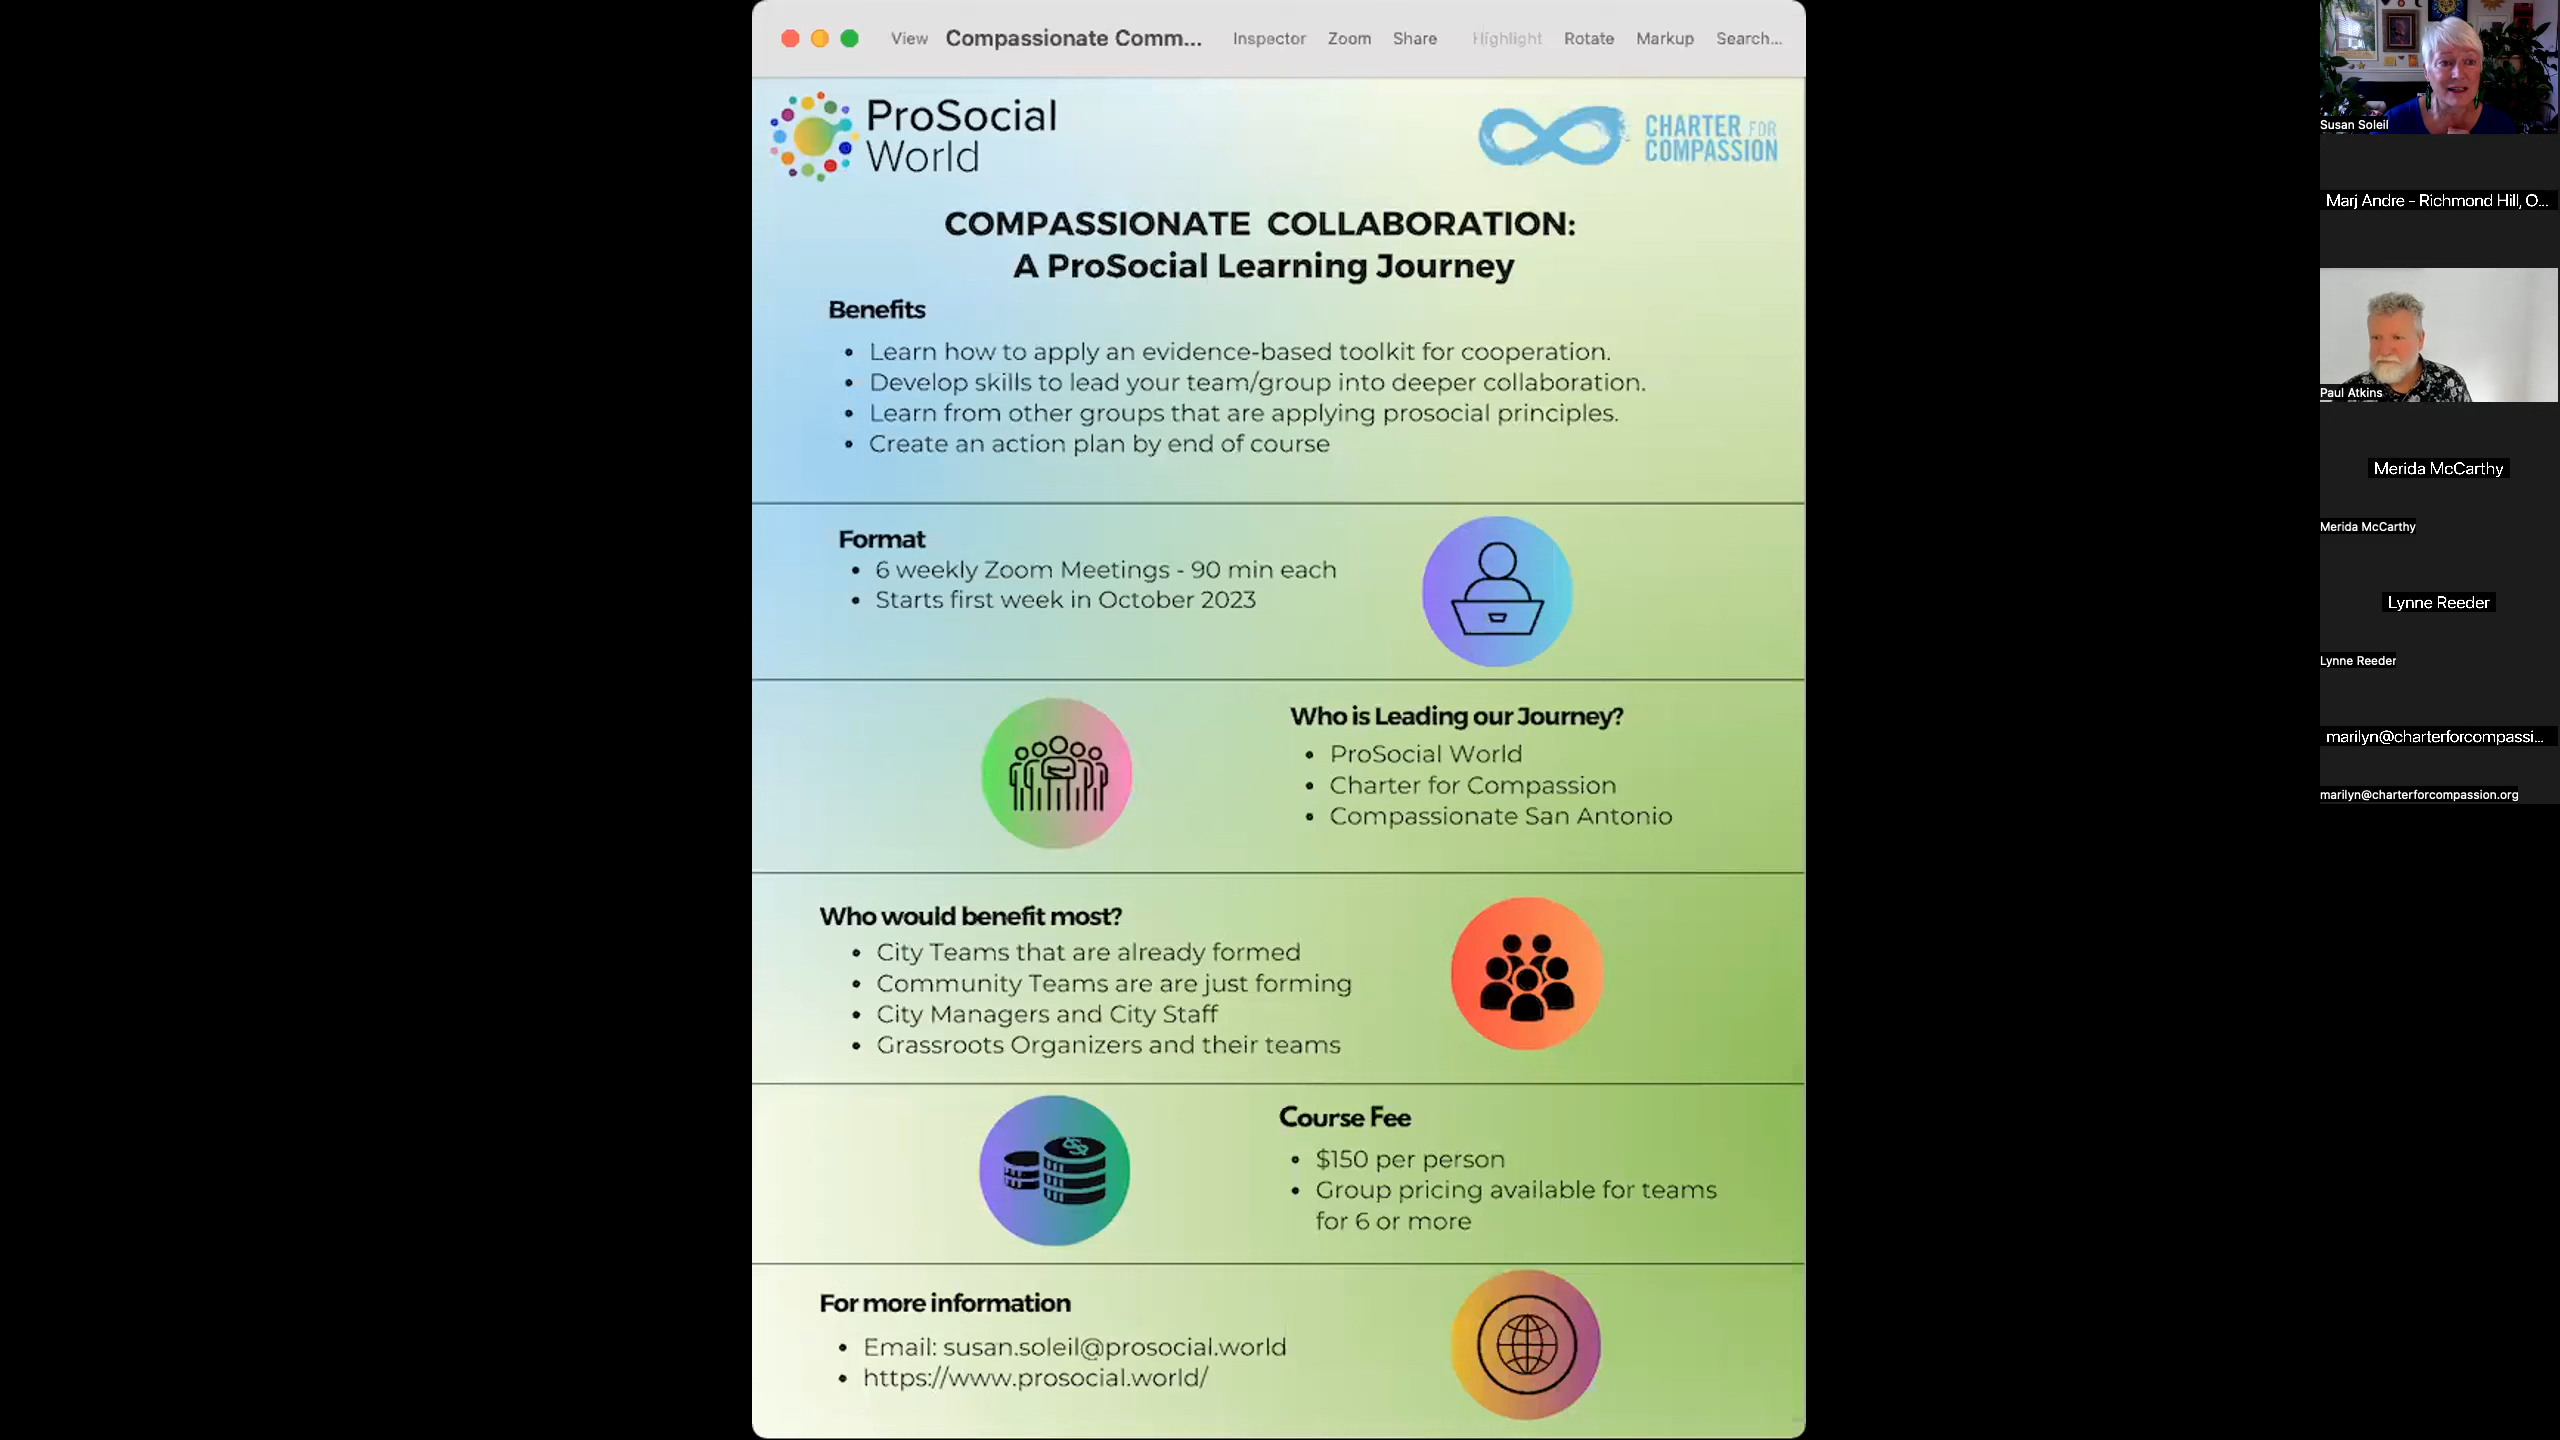 View Compassionate Comm... Inspector Zoom Share Highlight Rotate Markup Search...
ProSocial
World
CHARTER FOR
COMPASSION
COMPASSIONATE COLLABORATION:
A ProSocial Learning Journey
Benefits
• Learn how to apply an evidence-based toolkit for cooperation.
• Develop skills to lead your team/group into deeper collaboration.
• Learn from other groups that are applying prosocial principles.
• Create an action plan by end of course
Format
• 6 weekly Zoom Meetings - 90 min each
• Starts first week in October 2023
Who is Leading our Journey?
• ProSocial World
• Charter for Compassion
• Compassionate San Antonio
Who would benefit most?
• City Teams that are already formed
• Community Teams are are just forming
• City Managers and City Staff
• Grassroots Organizers and their teams
Course Fee
• $150 per person
• Group pricing available for teams
for 6 or more
For more information
• Email: susan.soleil@prosocial.world
• https://www.prosocial.world/
Susan Soleil
Marj Andre - Richmond Hill, O...
Paul Atkins
Merida McCarthy
Merida McCarthy
Lynne Reeder
Lynne Reeder
marilyn@charterforcompassi...
marilyn@charterforcompassion.org